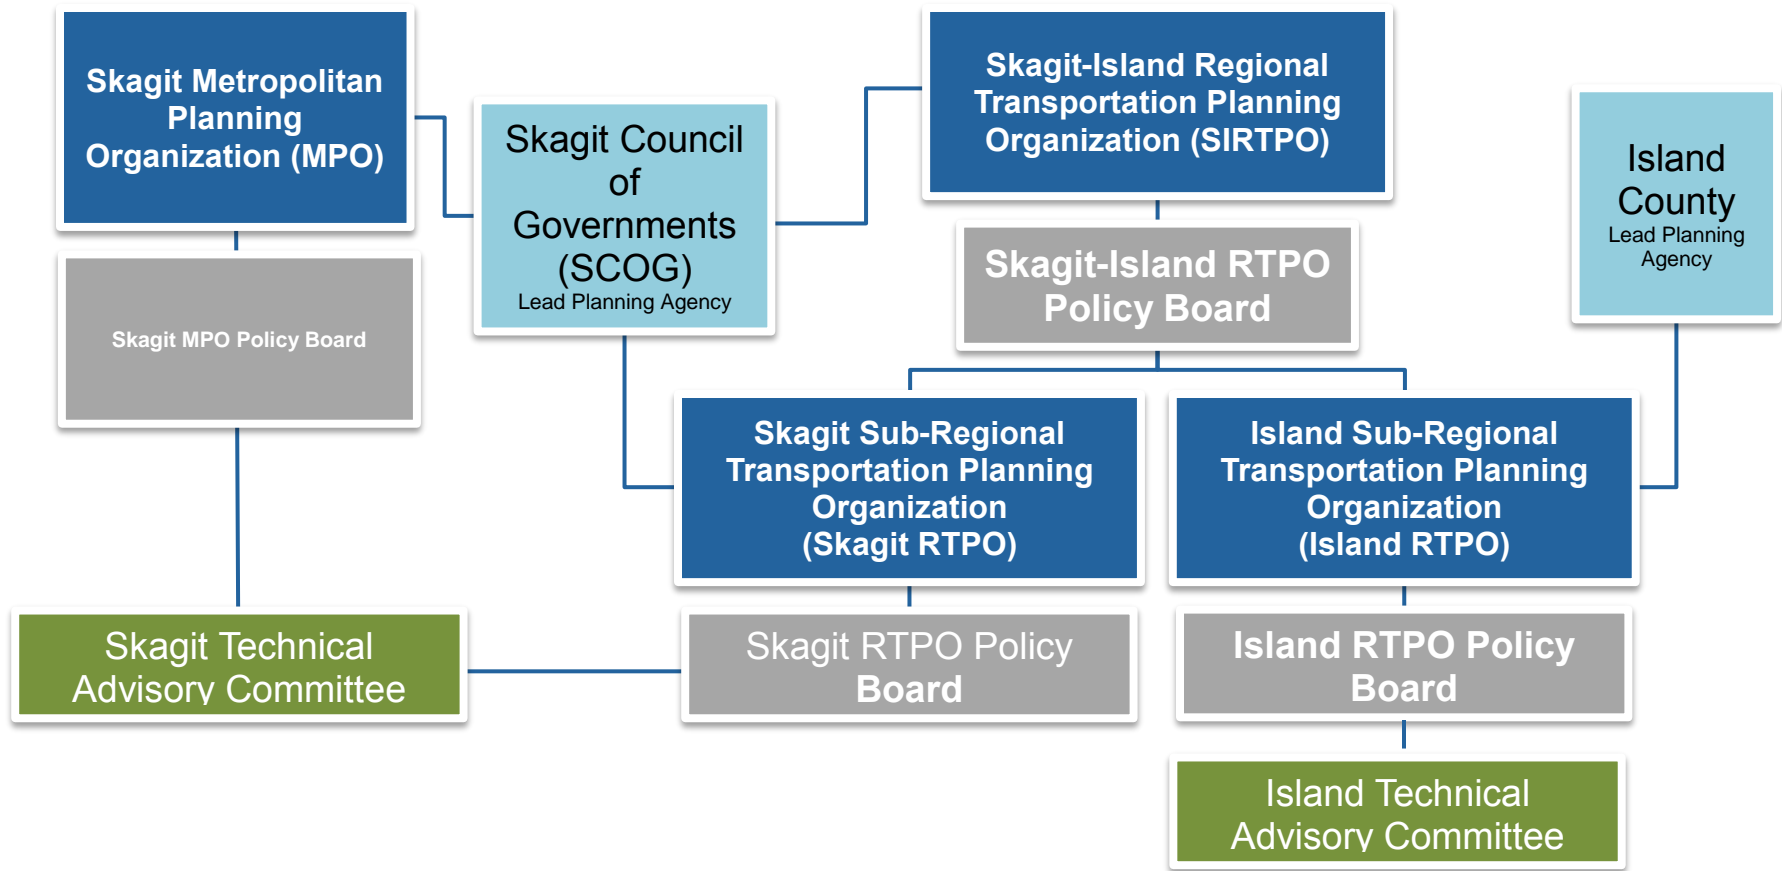 Skagit Metropolitan
Planning
Organization (MPO)
Skagit MPO Policy Board
Skagit Council
of
Governments
(SCOG)
Lead Planning Agency
Skagit-Island Regional
Transportation Planning
Organization (SIRTPO)
Skagit-Island RTPO
Policy Board
Island
County
Lead Planning
Agency
Skagit Sub-Regional
Transportation Planning
Organization
(Skagit RTPO)
Island Sub-Regional
Transportation Planning
Organization
(Island RTPO)
Skagit Technical
Advisory Committee
Skagit RTPO Policy
Board
Island RTPO Policy
Board
Island Technical
Advisory Committee